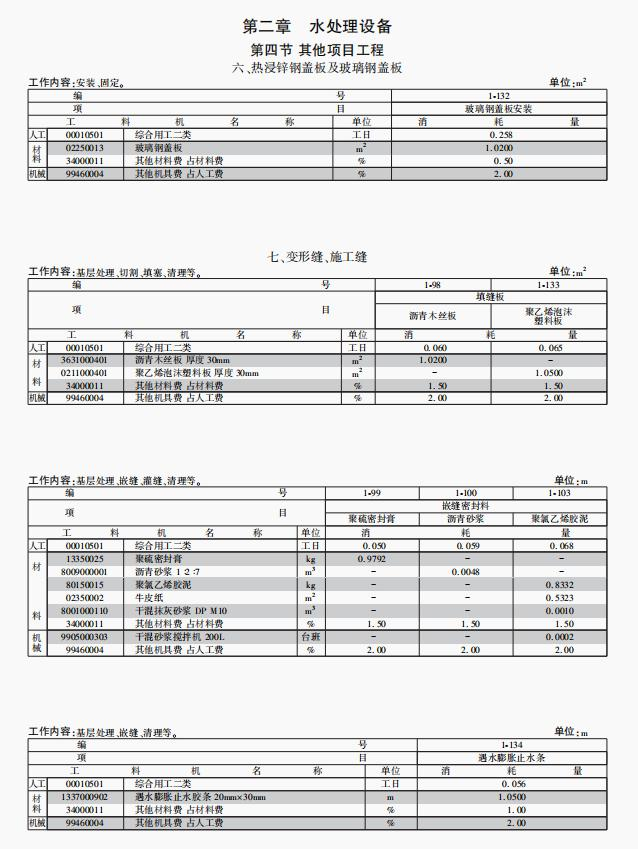 第二章 水处理设备
第四节 其他项目工程
六、热浸锌钢盖板及玻璃钢盖板
工作内容:安装、固定。 单位:m²
编 号 1-132
项 目 玻璃钢盖板安装
工 料 机 名 称 单位 消 耗 量
人工 00010501 综合用工二类 工日 0.258
材料 02250013 玻璃钢盖板 m² 1.0200
34000011 其他材料费 占材料费 % 0.50
机械 99460004 其他机具费 占人工费 % 2.00
七、变形缝、施工缝
工作内容:基层处理、切割、填塞、清理等。 单位:m²
编 号 1-98 1-133
项 目 填缝板
沥青木丝板 聚乙烯泡沫塑料板
工 料 机 名 称 单位 消 耗 量
人工 00010501 综合用工二类 工日 0.060 0.065
材料 3631000401 沥青木丝板 厚度 30mm m² 1.0200 –
0211000401 聚乙烯泡沫塑料板 厚度 30mm m² – 1.0500
34000011 其他材料费 占材料费 % 1.50 1.50
机械 99460004 其他机具费 占人工费 % 2.00 2.00
工作内容:基层处理、嵌缝、灌缝、清理等。 单位:m
编 号 1-99 1-100 1-103
项 目 嵌缝密封料
聚硫密封膏 沥青砂浆 聚氯乙烯胶泥
工 料 机 名 称 单位 消 耗 量
人工 00010501 综合用工二类 工日 0.050 0.059 0.068
材料 13350025 聚硫密封膏 kg 0.9792 – –
8009000001 沥青砂浆 1:2:7 m³ – 0.0048 –
80150015 聚氯乙烯胶泥 kg – – 0.8332
02350002 牛皮纸 m² – – 0.5323
8001000110 干混抹灰砂浆 DP M10 m³ – – 0.0010
34000011 其他材料费 占材料费 % 1.50 1.50 1.50
机械 9905000303 干混砂浆搅拌机 200L 台班 – – 0.0002
99460004 其他机具费 占人工费 % 2.00 2.00 2.00
工作内容:基层处理、嵌缝、清理等。 单位:m
编 号 1-134
项 目 遇水膨胀止水条
工 料 机 名 称 单位 消 耗 量
人工 00010501 综合用工二类 工日 0.056
材料 1337000902 遇水膨胀止水胶条 20mm×30mm m 1.0500
34000011 其他材料费 占材料费 % 1.00
机械 99460004 其他机具费 占人工费 % 2.00